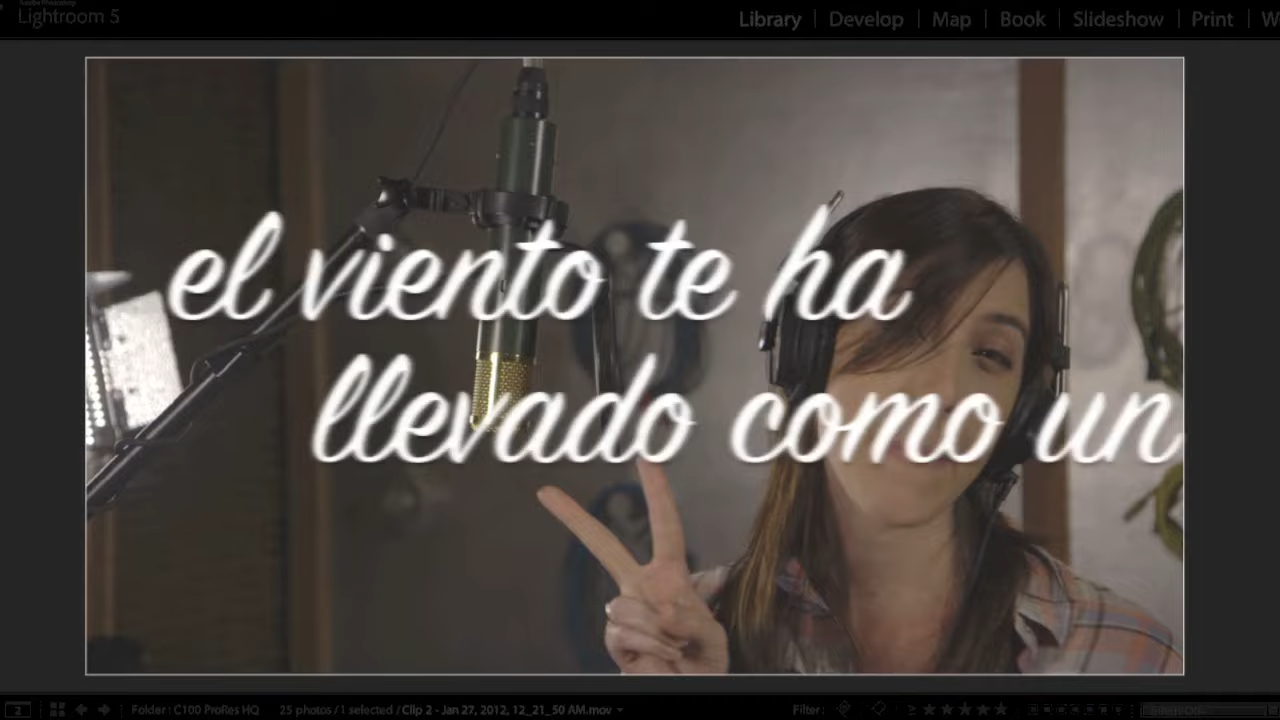 Lightroom 5
Library | Develop | Map | Book | Slideshow | Print | W
el viento te ha
llevado como un
2
Folder : C100 ProRes HQ
25 photos / 1 selected / Clip 2 - Jan 27, 2012, 12_21_50 AM.mov
Filter :